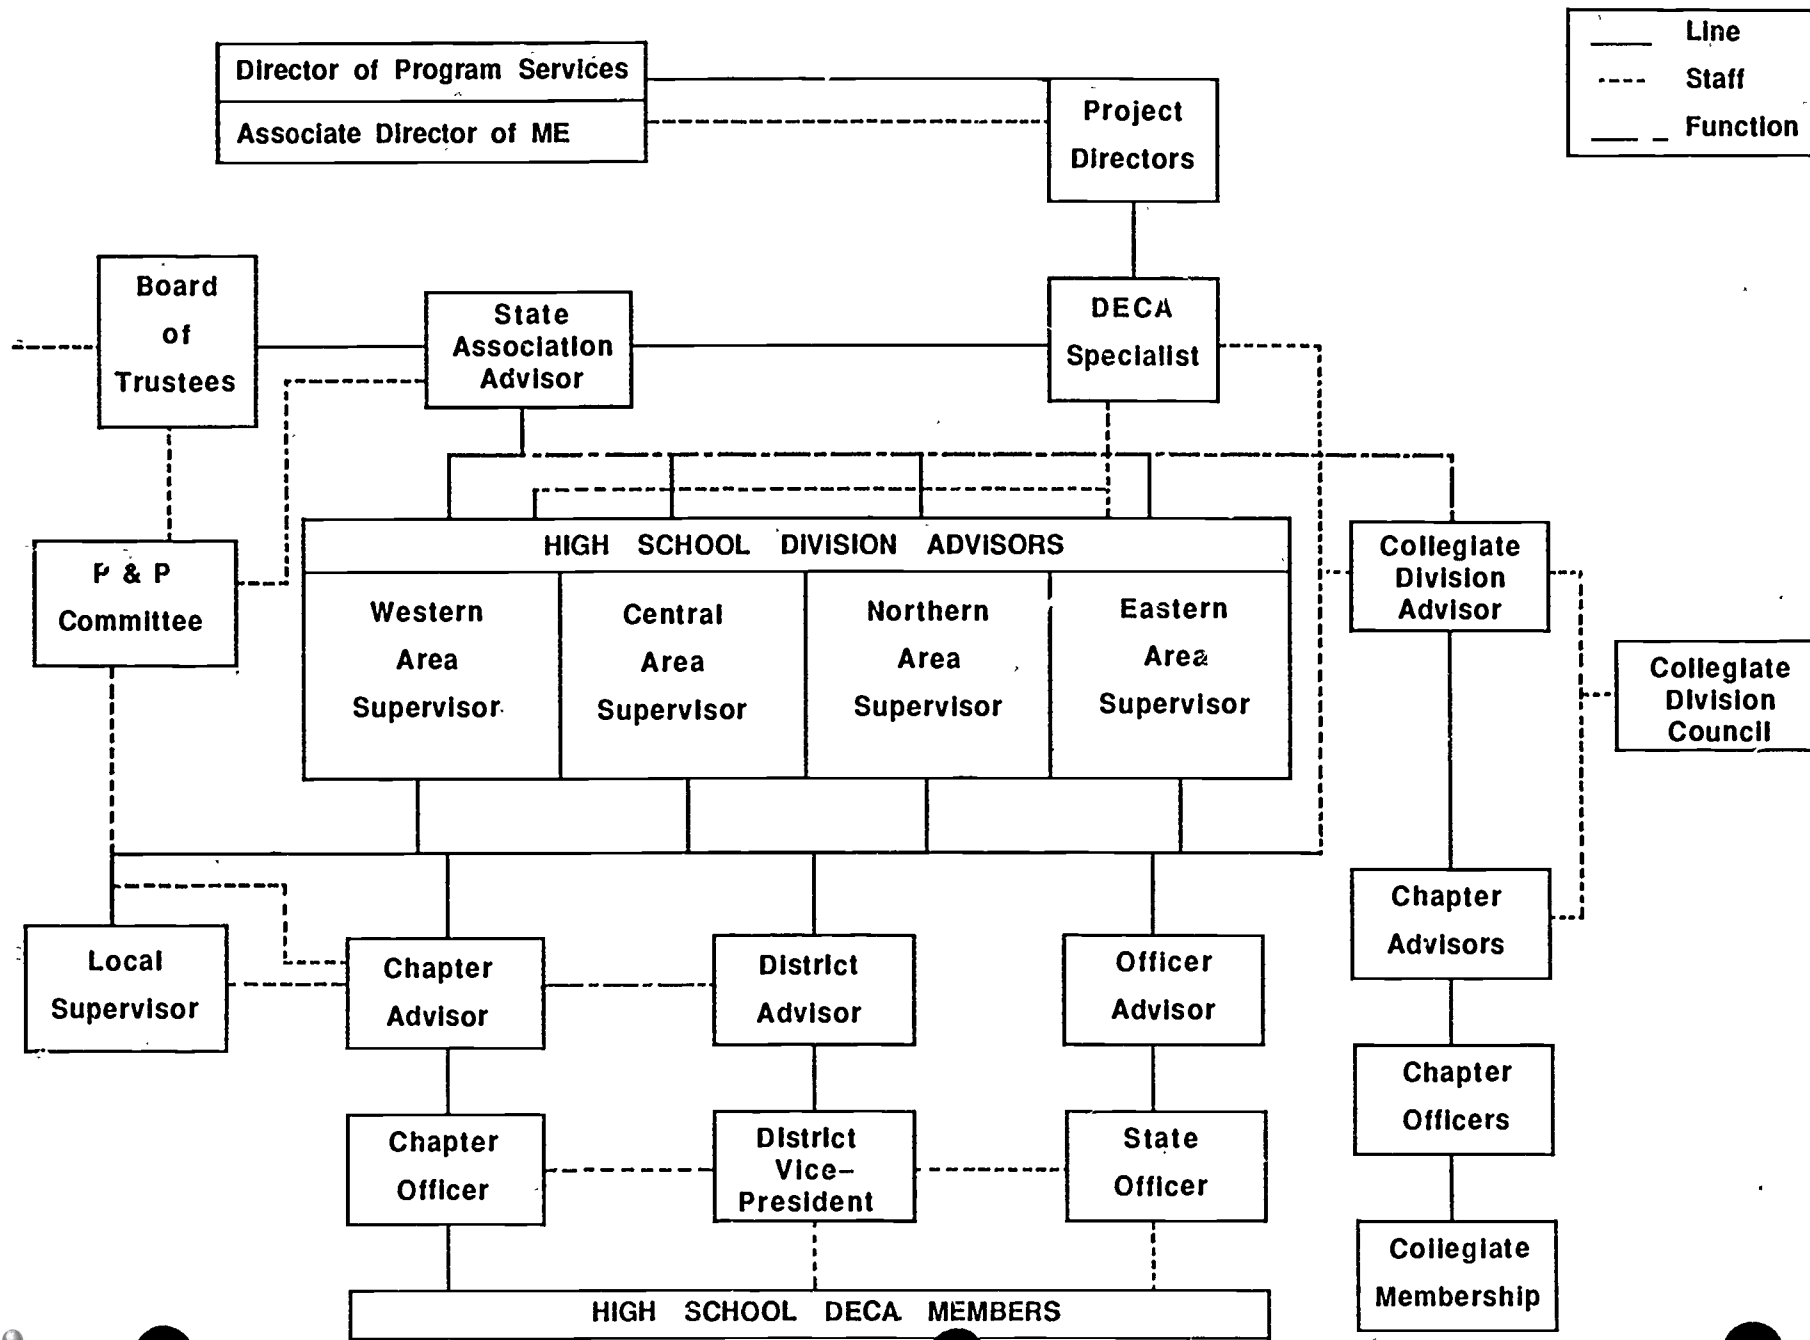 Line
Staff
Function
Director of Program Services
Associate Director of ME
Project
Directors
Board
of
Trustees
State
Association
Advisor
DECA
Specialist
P & P
Committee
HIGH SCHOOL DIVISION ADVISORS
Western
Area
Supervisor
Central
Area
Supervisor
Northern
Area
Supervisor
Eastern
Area
Supervisor
Collegiate
Division
Advisor
Collegiate
Division
Council
Local
Supervisor
Chapter
Advisor
District
Advisor
Officer
Advisor
Chapter
Advisors
Chapter
Officer
District
Vice–
President
State
Officer
Chapter
Officers
HIGH SCHOOL DECA MEMBERS
Collegiate
Membership